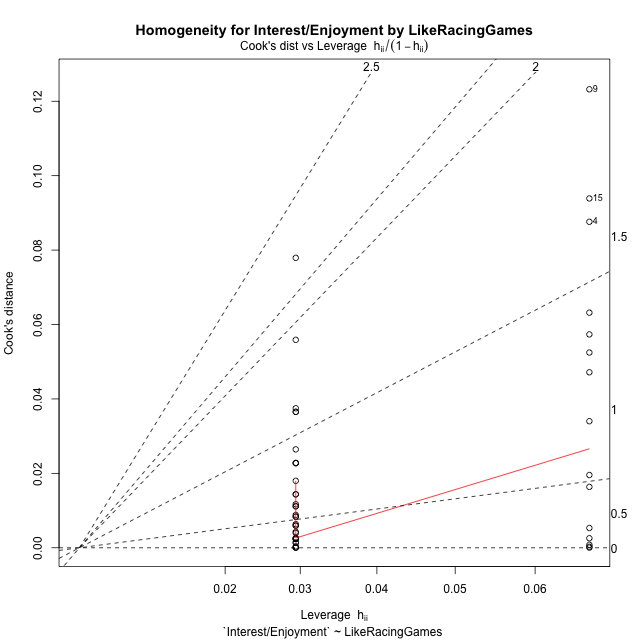 Homogeneity for Interest/Enjoyment by LikeRacingGames
Cook's dist vs Leverage hii/(1 − hii)
2.5
2
9
0.12
0.10
15
4
1.5
0.08
Cook's distance
0.06
0.04
1
0.02
0.5
0.00
0
0.02 0.03 0.04 0.05 0.06
Leverage hii
`Interest/Enjoyment` ~ LikeRacingGames